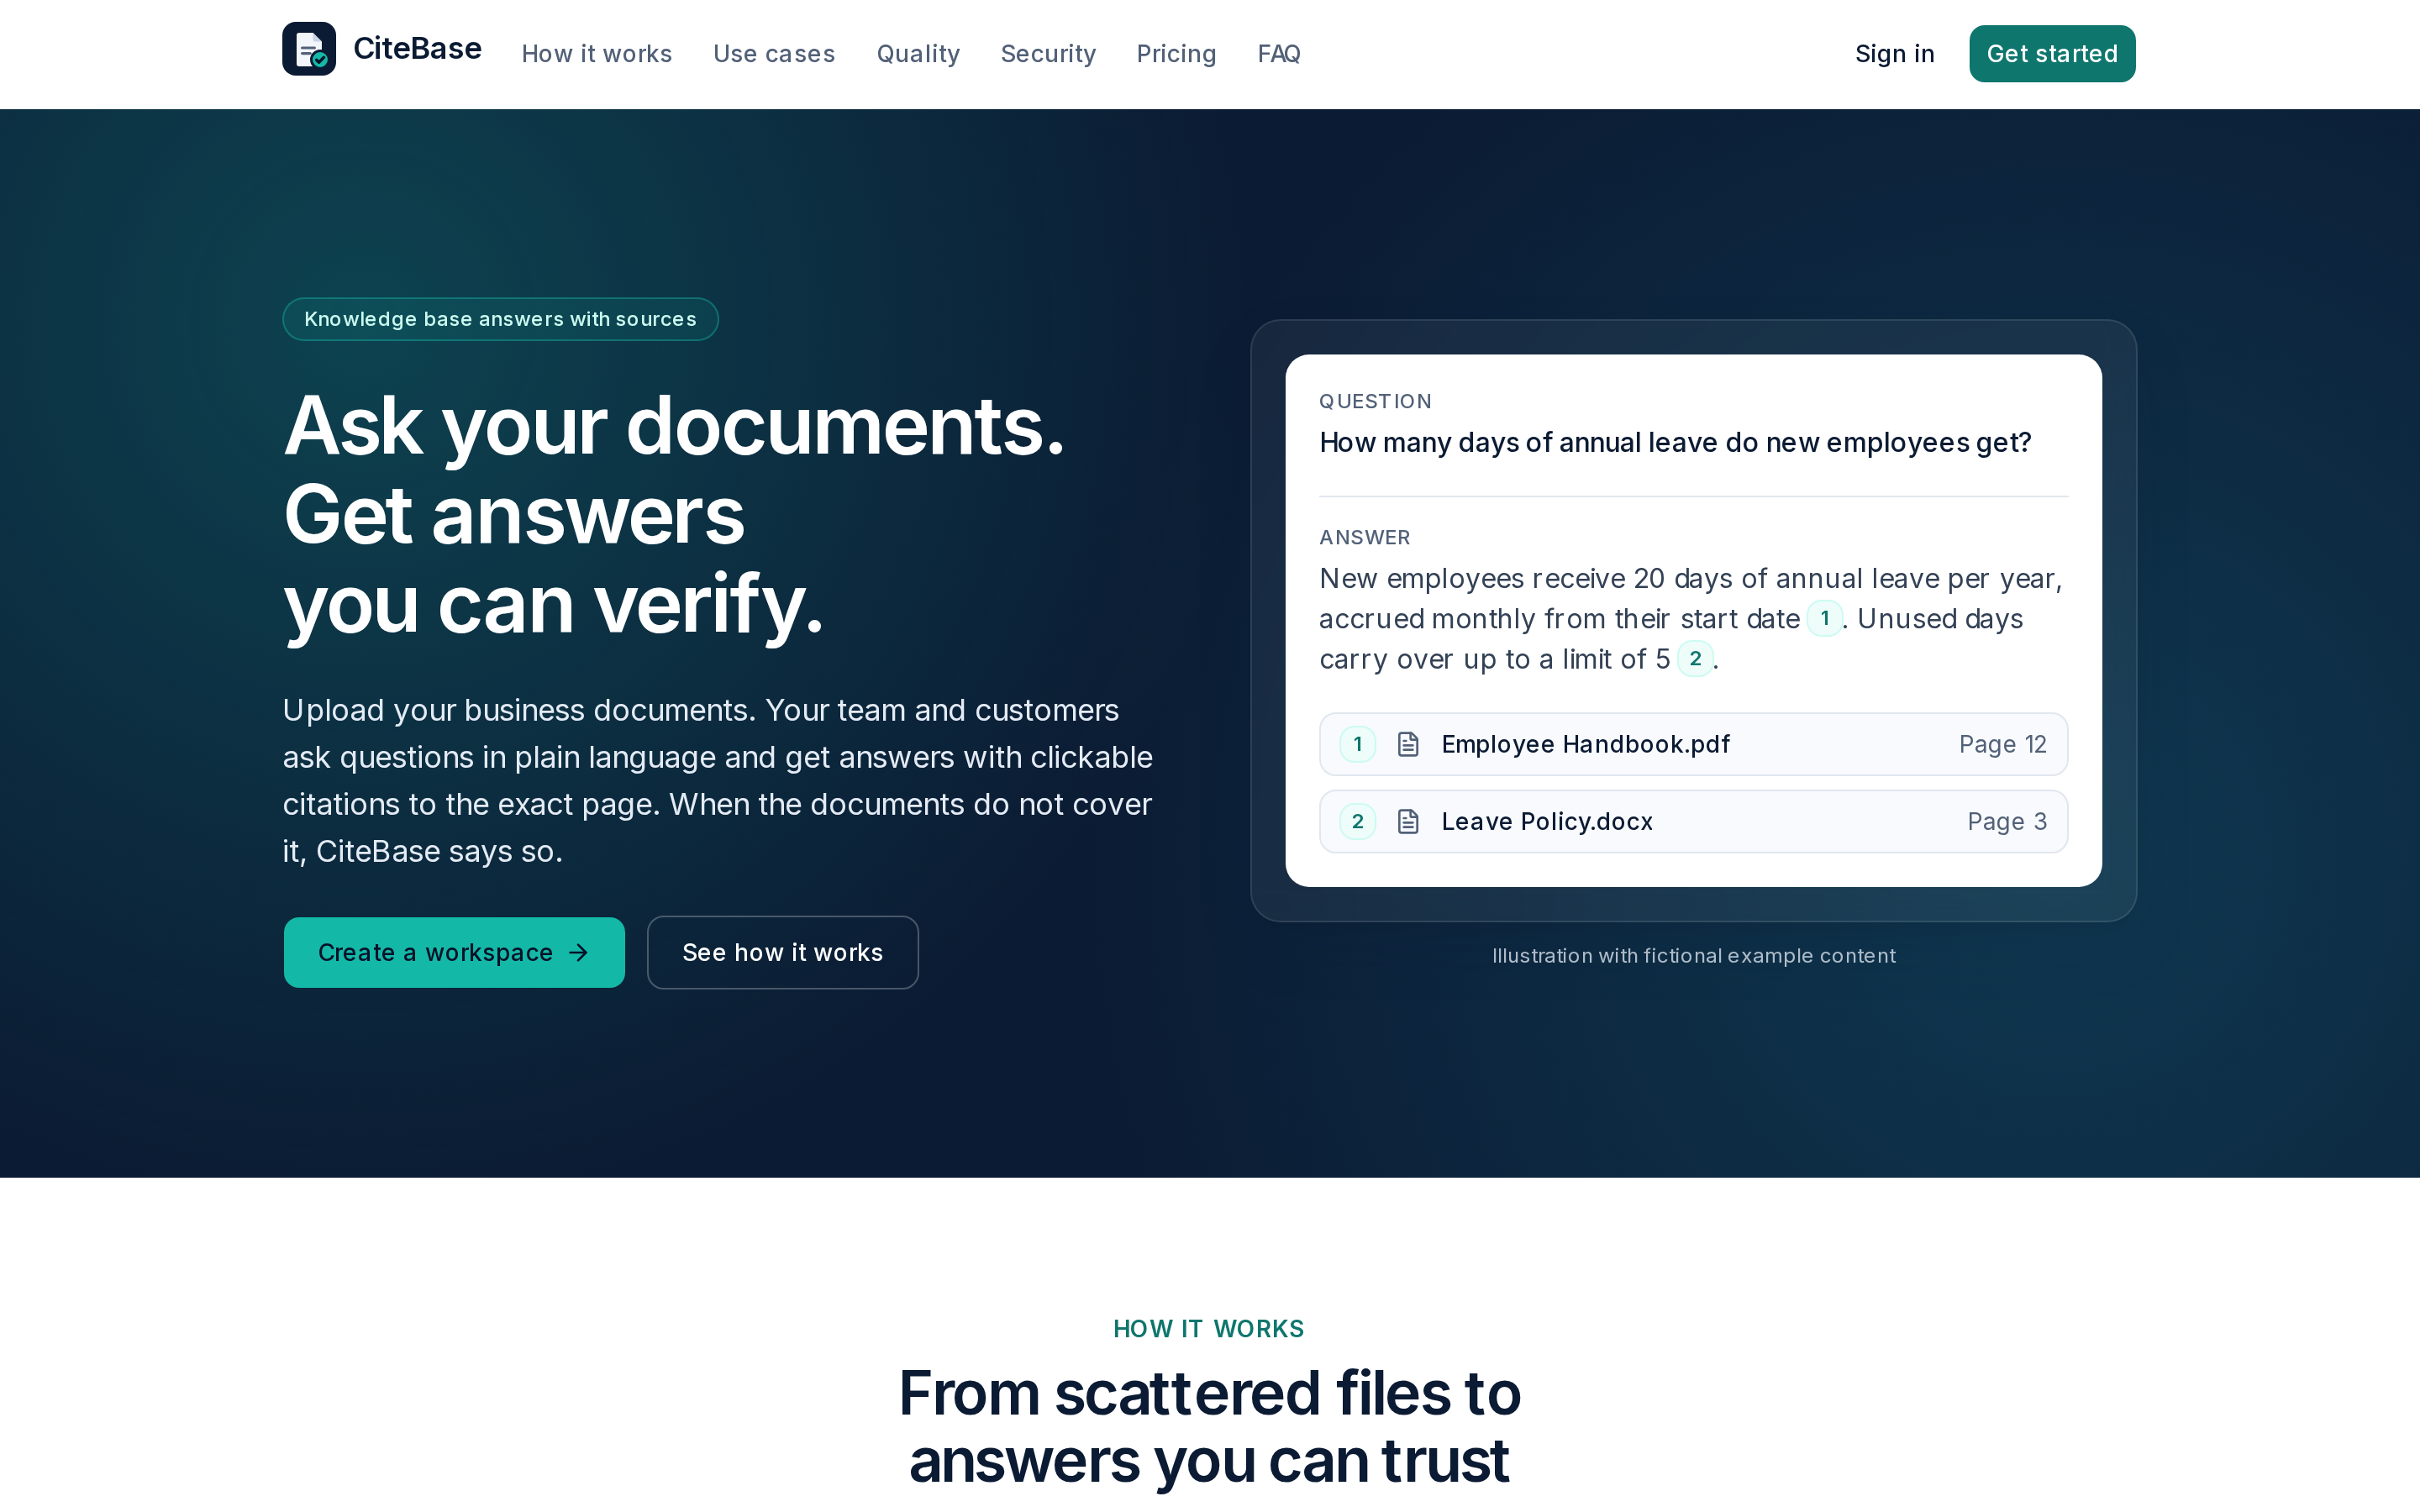 CiteBase
How it works
Use cases
Quality
Security
Pricing
FAQ
Sign in
Get started
Knowledge base answers with sources
Ask your documents.
Get answers
you can verify.
Upload your business documents. Your team and customers
ask questions in plain language and get answers with clickable
citations to the exact page. When the documents do not cover
it, CiteBase says so.
Create a workspace →
See how it works
QUESTION
How many days of annual leave do new employees get?
ANSWER
New employees receive 20 days of annual leave per year,
accrued monthly from their start date 1. Unused days
carry over up to a limit of 5 2.
1 Employee Handbook.pdf Page 12
2 Leave Policy.docx Page 3
Illustration with fictional example content
HOW IT WORKS
From scattered files to
answers you can trust